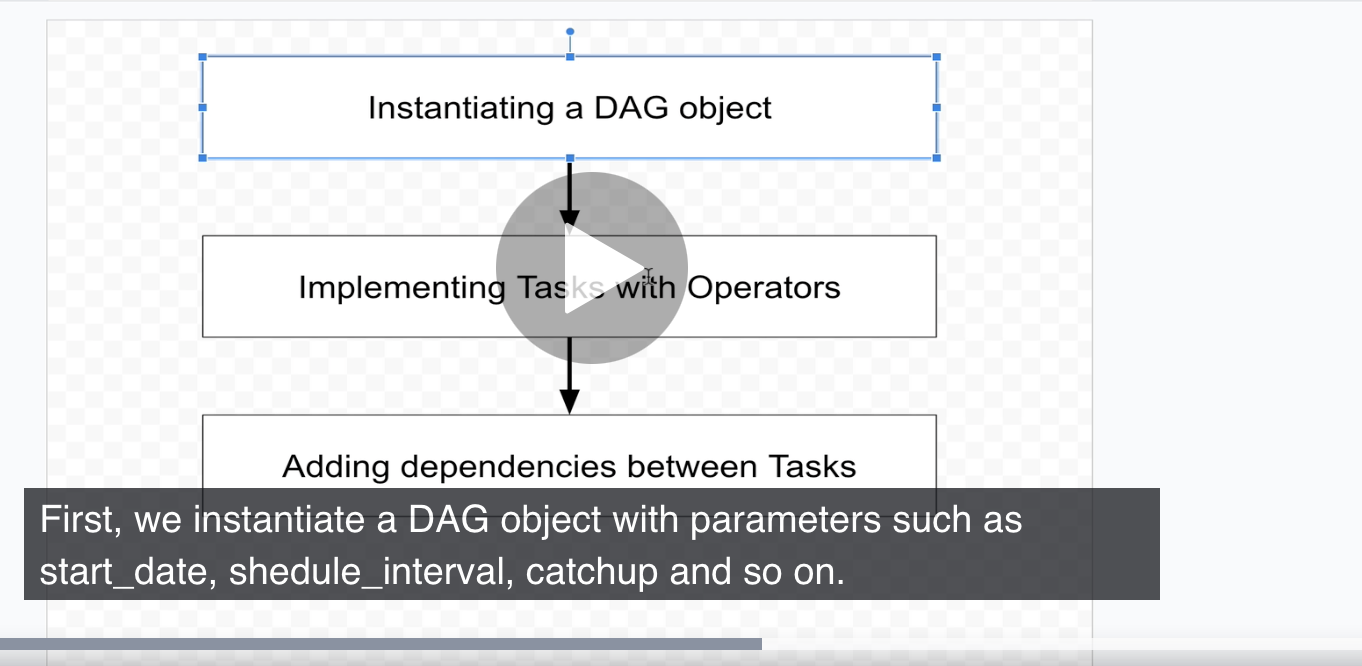 Instantiating a DAG object
Implementing Tasks with Operators
Adding dependencies between Tasks
First, we instantiate a DAG object with parameters such as
start_date, shedule_interval, catchup and so on.